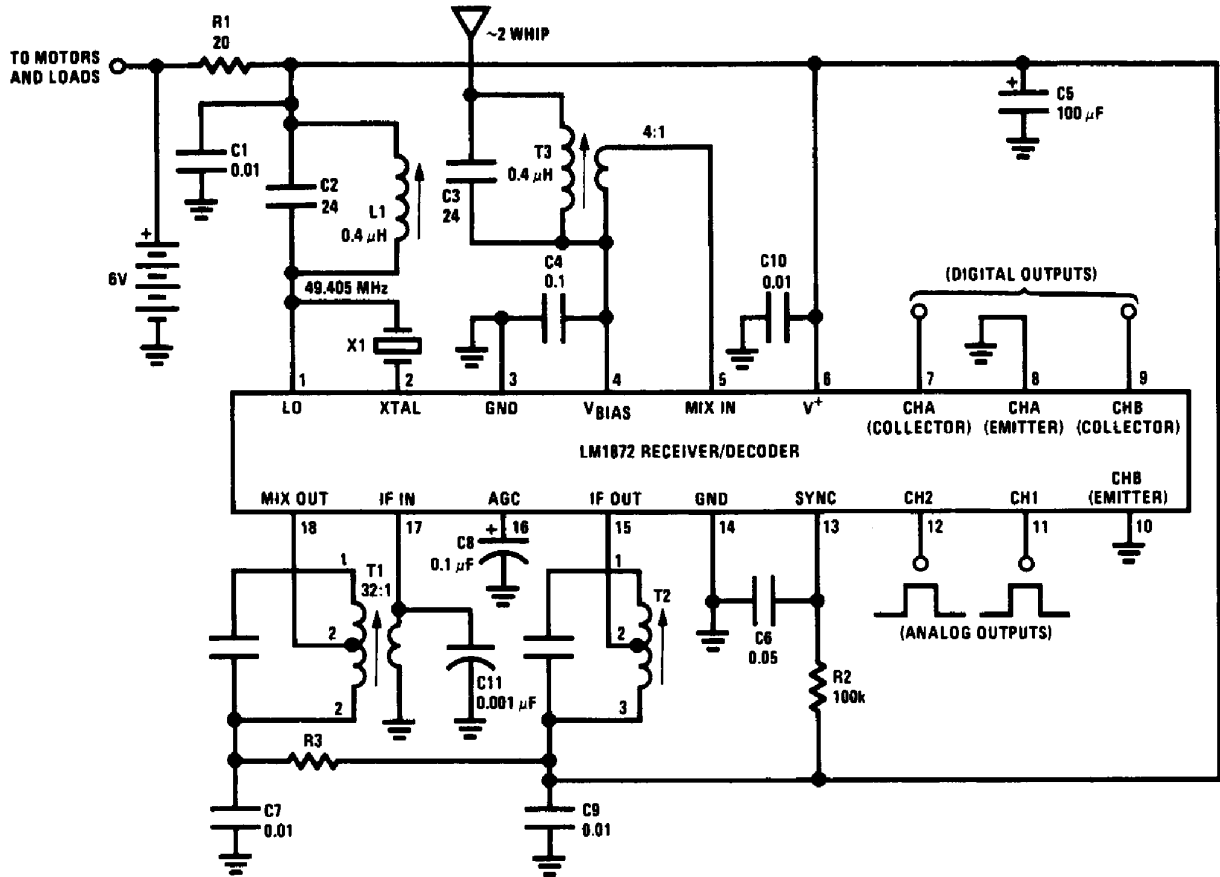 R1
20
~2 WHIP
TO MOTORS
AND LOADS
+
C5
100 µF
4:1
T3
0.4 µH
C1
0.01
C2
24
C3
24
L1
0.4 µH
+
6V
C4
0.1
C10
0.01
(DIGITAL OUTPUTS)
49.405 MHz
X1
1
2
3
4
5
6
7
8
9
LO
XTAL
GND
VBIAS
MIX IN
V+
CHA
(COLLECTOR)
CHA
(EMITTER)
CHB
(COLLECTOR)
LM1872 RECEIVER/DECODER
MIX OUT
IF IN
AGC
IF OUT
GND
SYNC
CH2
CH1
CHB
(EMITTER)
18
17
+
16
15
14
13
12
11
10
C8
0.1 µF
1
T1
32:1
2
2
C11
0.001 µF
1
T2
2
3
C6
0.05
R2
100k
(ANALOG OUTPUTS)
R3
C7
0.01
C9
0.01